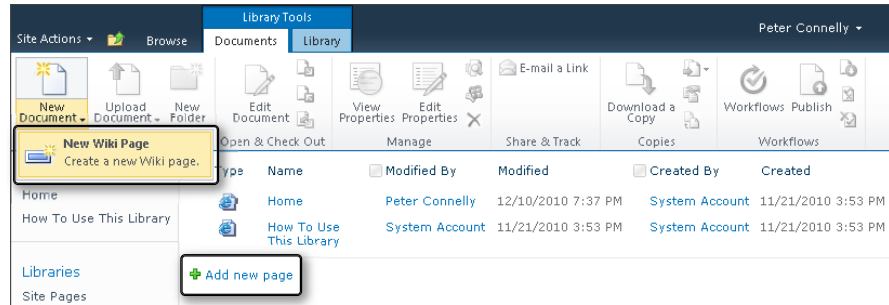 Library Tools
Peter Connelly
Site Actions Browse Documents Library
New Document Upload Document New Folder Edit Document View Properties Edit Properties E-mail a Link Download a Copy Workflows Publish
Open & Check Out Manage Share & Track Copies Workflows
New Wiki Page
Create a new Wiki page.
Type Name Modified By Modified Created By Created
Home
Home Peter Connelly 12/10/2010 7:37 PM System Account 11/21/2010 3:53 PM
How To Use This Library
How To Use This Library System Account 11/21/2010 3:53 PM System Account 11/21/2010 3:53 PM
Libraries
Add new page
Site Pages